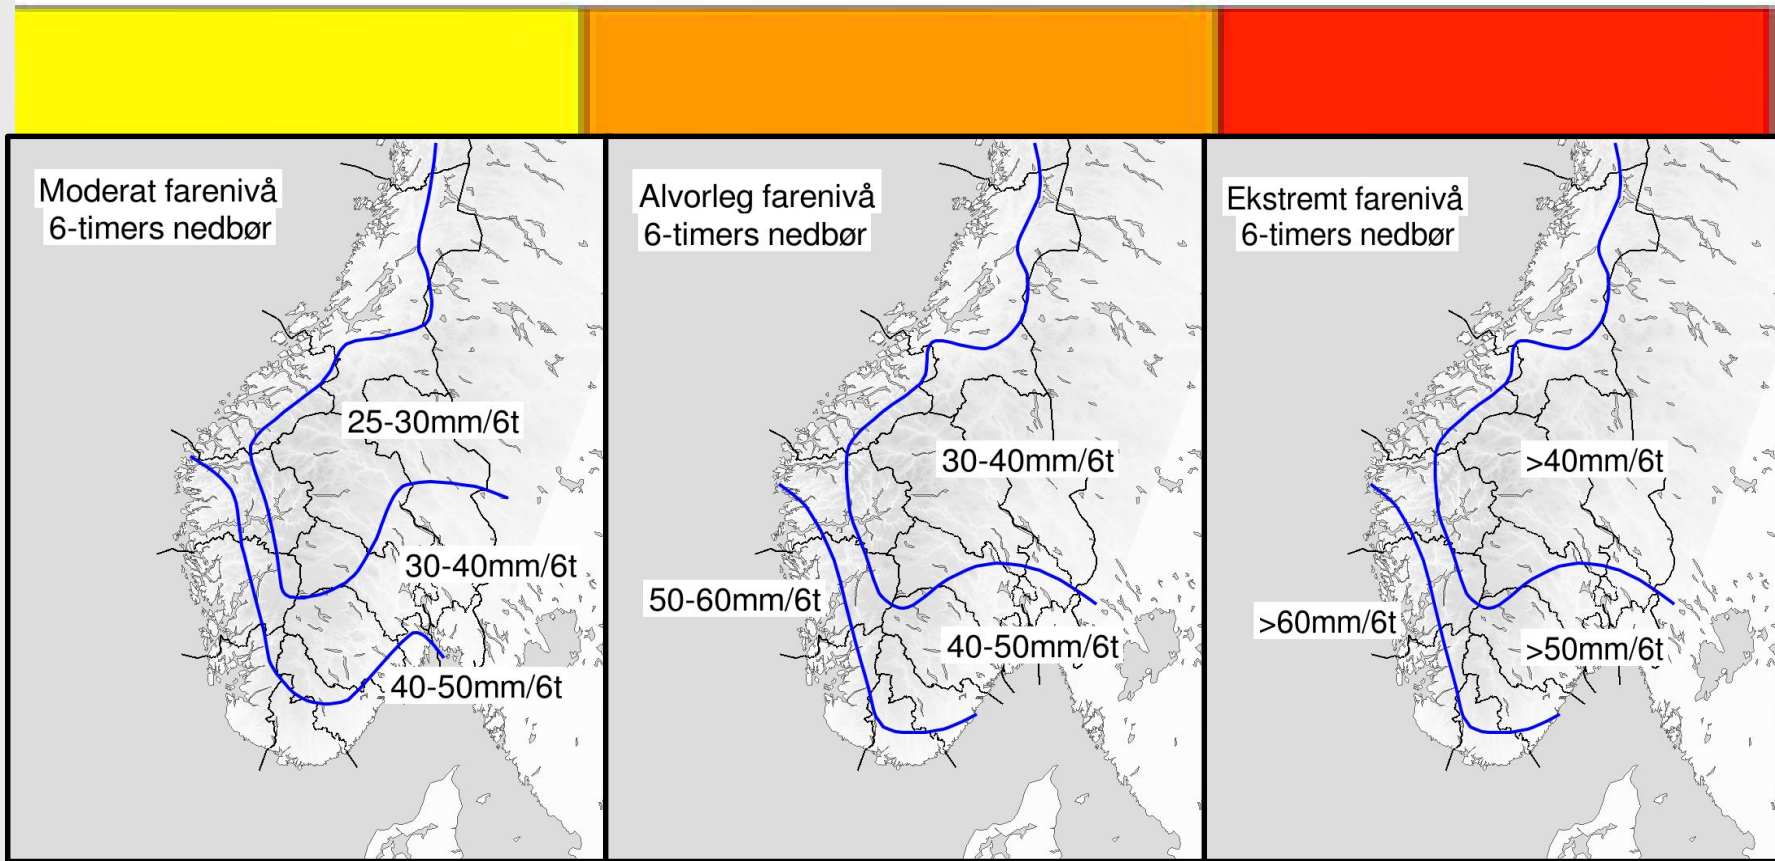 Moderat farenivå
6-timers nedbør
25-30mm/6t
30-40mm/6t
40-50mm/6t
Alvorleg farenivå
6-timers nedbør
30-40mm/6t
50-60mm/6t
40-50mm/6t
Ekstremt farenivå
6-timers nedbør
>40mm/6t
>60mm/6t
>50mm/6t